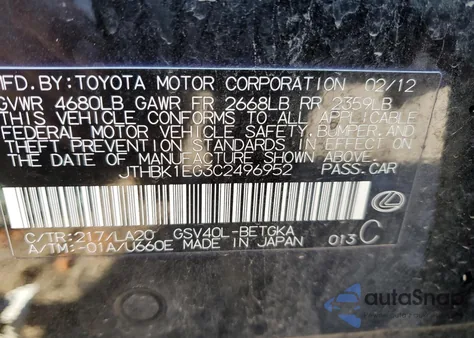 MFD. BY: TOYOTA MOTOR CORPORATION 02/12
GVWR 4680LB GAWR FR 2668LB RR 2359LB
THIS VEHICLE CONFORMS TO ALL APPLICABLE
FEDERAL MOTOR VEHICLE SAFETY, BUMPER, AND
THEFT PREVENTION STANDARDS IN EFFECT ON
THE DATE OF MANUFACTURE SHOWN ABOVE.
JTHBK1EG3C2496952 PASS. CAR
C/TR: 217/LA20 GSV40L-BETGKA
A/TM: -01A/U660E MADE IN JAPAN 013 C
autoSnap